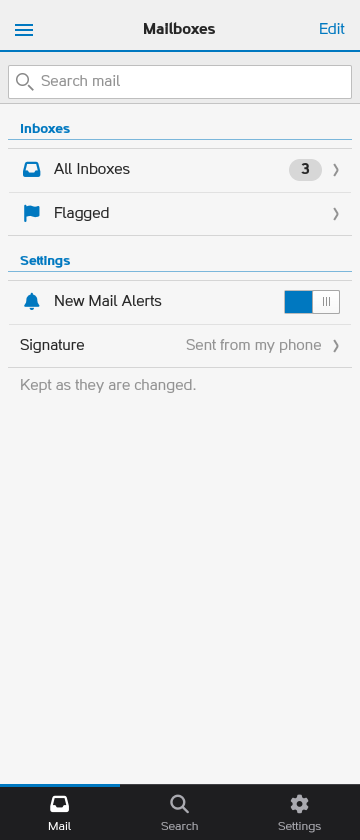 Mailboxes
Edit
Search mail
Inboxes
All Inboxes
3
Flagged
Settings
New Mail Alerts
Signature
Sent from my phone
Kept as they are changed.
Mail
Search
Settings